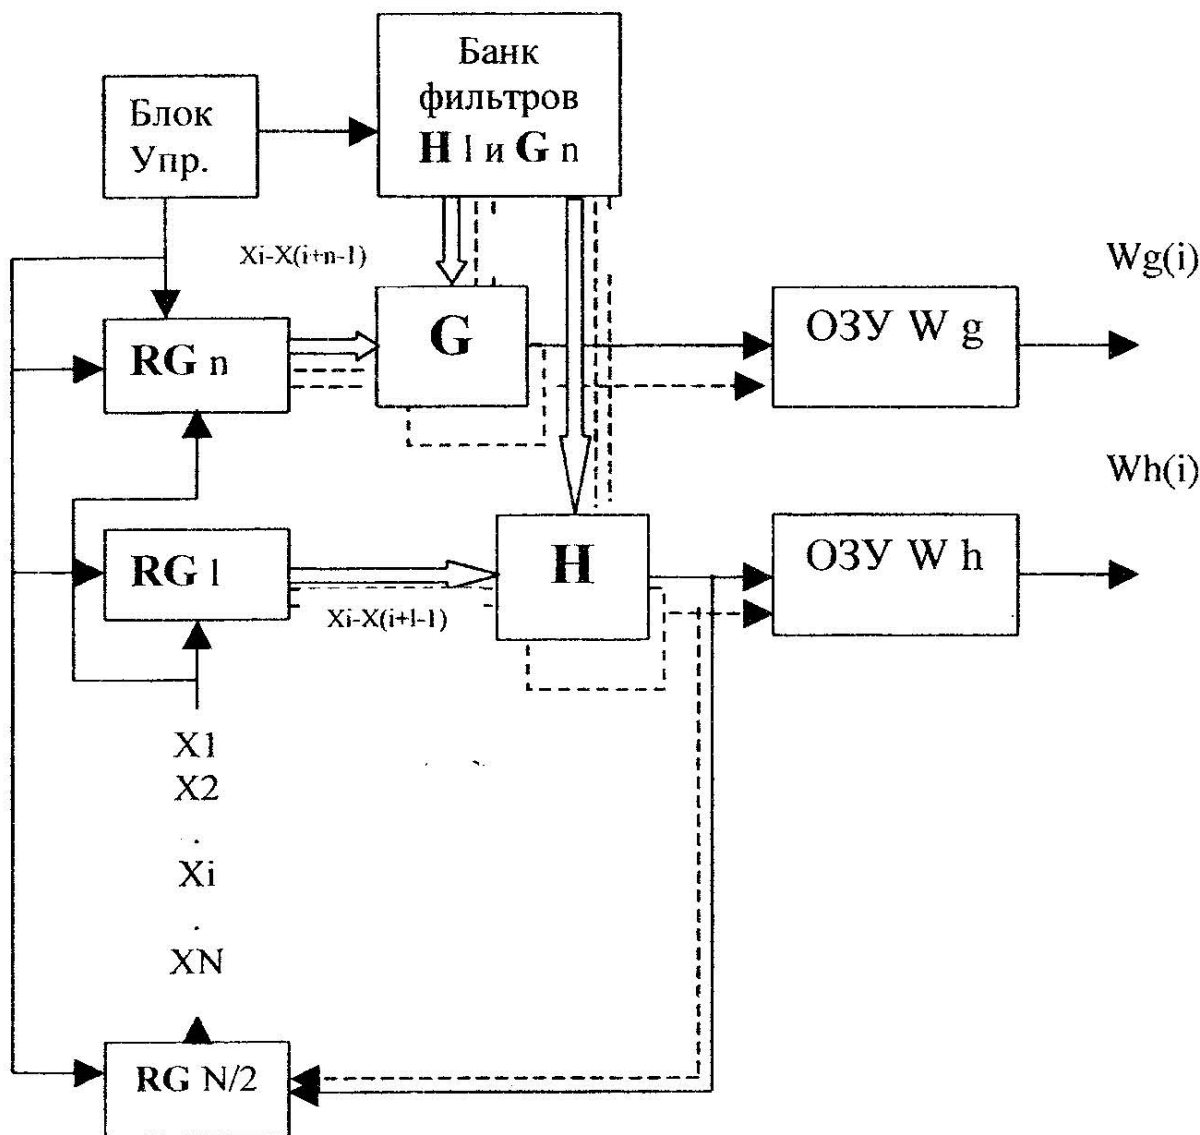 Банк
фильтров
H l и G n
Блок
Упр.
Xi-X(i+n-1)
Wg(i)
G
ОЗУ W g
RG n
Wh(i)
H
ОЗУ W h
RG l
Xi-X(i+l-1)
X1
X2
.
Xi
.
XN
RG N/2